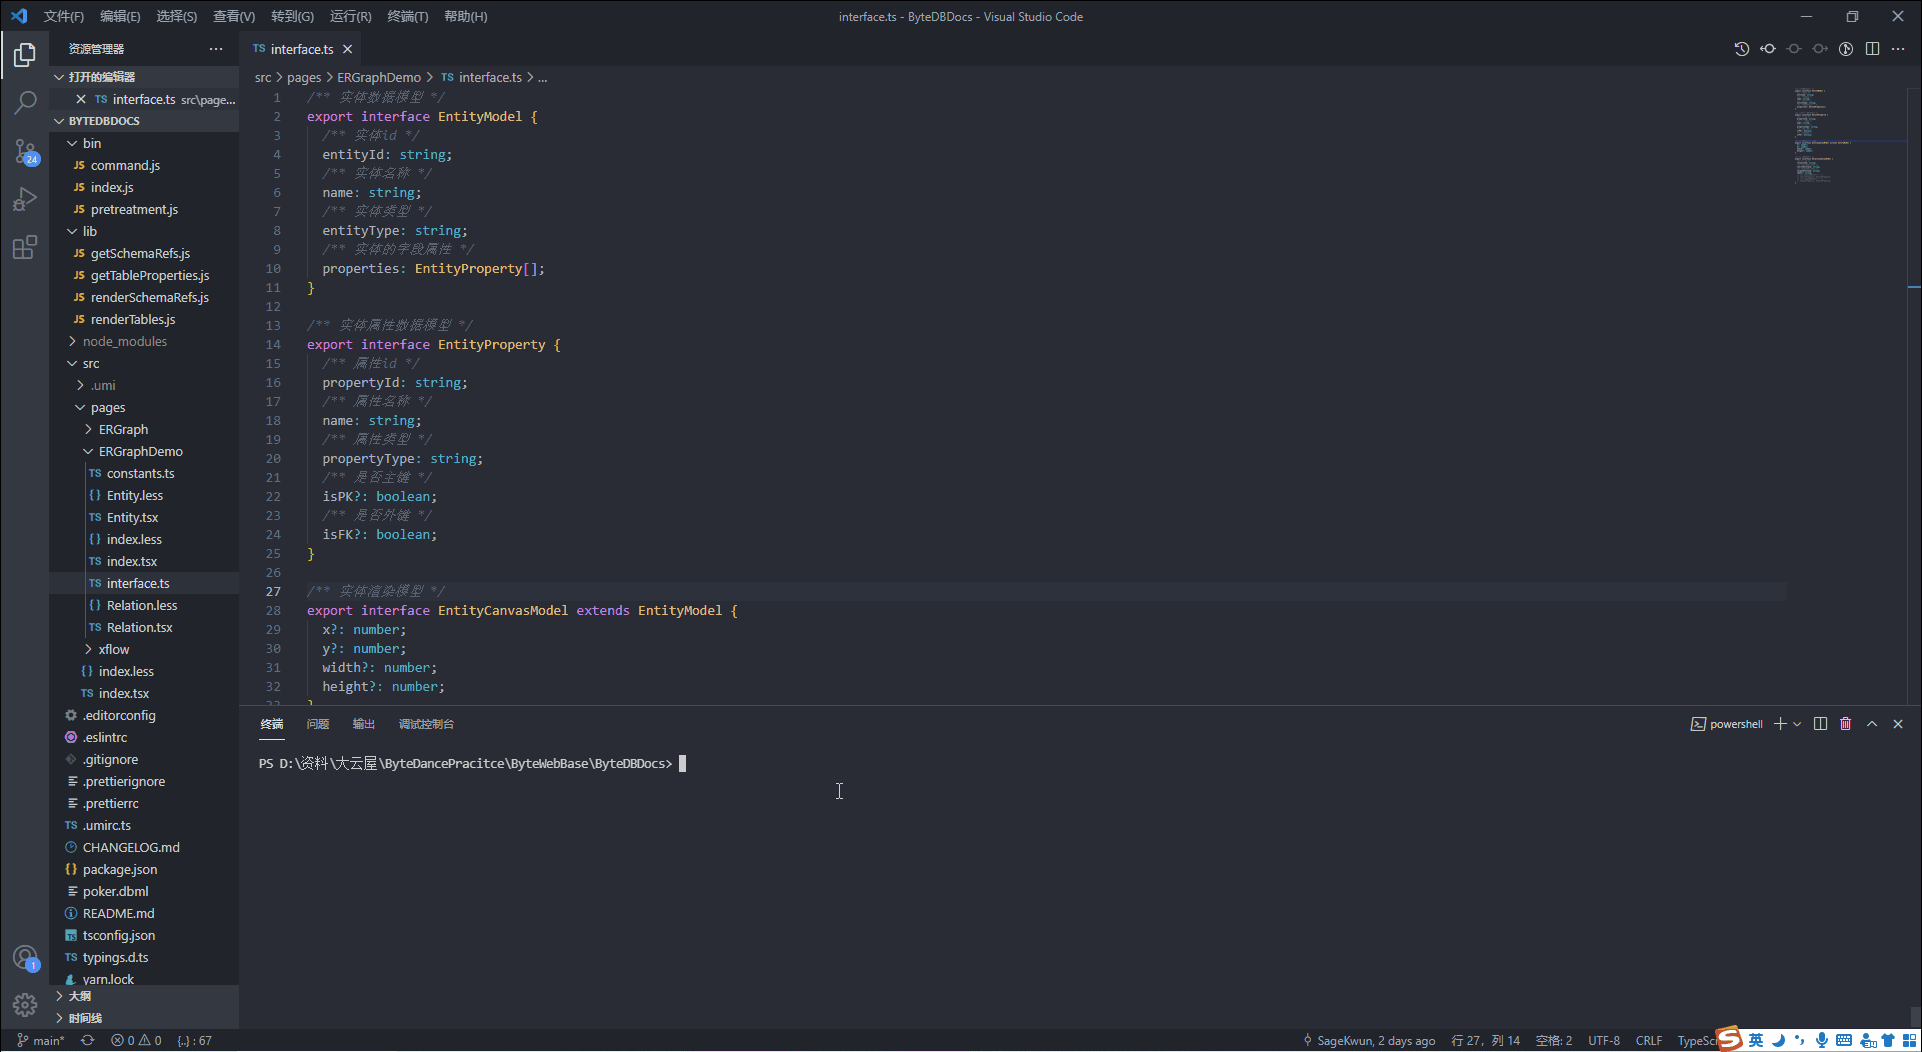 文件(F) 编辑(E) 选择(S) 查看(V) 转到(G) 运行(R) 终端(T) 帮助(H)
interface.ts - ByteDBDocs - Visual Studio Code
资源管理器
打开的编辑器
TS interface.ts src\page...
BYTEDBDOCS
bin
JS command.js
JS index.js
JS pretreatment.js
lib
JS getSchemaRefs.js
JS getTableProperties.js
JS renderSchemaRefs.js
JS renderTables.js
node_modules
src
.umi
pages
ERGraph
ERGraphDemo
TS constants.ts
{} Entity.less
TS Entity.tsx
{} index.less
TS index.tsx
TS interface.ts
{} Relation.less
TS Relation.tsx
xflow
{} index.less
TS index.tsx
.editorconfig
.eslintrc
.gitignore
.prettierignore
.prettierrc
TS .umirc.ts
CHANGELOG.md
{} package.json
poker.dbml
README.md
tsconfig.json
TS typings.d.ts
yarn.lock
大纲
时间线
24
1
TS interface.ts
src > pages > ERGraphDemo > TS interface.ts > ...
1 /** 实体数据模型 */
2 export interface EntityModel {
3 /** 实体id */
4 entityId: string;
5 /** 实体名称 */
6 name: string;
7 /** 实体类型 */
8 entityType: string;
9 /** 实体的字段属性 */
10 properties: EntityProperty[];
11 }
12
13 /** 实体属性数据模型 */
14 export interface EntityProperty {
15 /** 属性id */
16 propertyId: string;
17 /** 属性名称 */
18 name: string;
19 /** 属性类型 */
20 propertyType: string;
21 /** 是否主键 */
22 isPK?: boolean;
23 /** 是否外键 */
24 isFK?: boolean;
25 }
26
27 /** 实体渲染模型 */
28 export interface EntityCanvasModel extends EntityModel {
29 x?: number;
30 y?: number;
31 width?: number;
32 height?: number;
33 }
终端 问题 输出 调试控制台
powershell
PS D:\资料\大云屋\ByteDancePracitce\ByteWebBase\ByteDBDocs>
main* 0 0 {..} : 67
SageKwun, 2 days ago 行 27，列 14 空格: 2 UTF-8 CRLF TypeSc
S 英